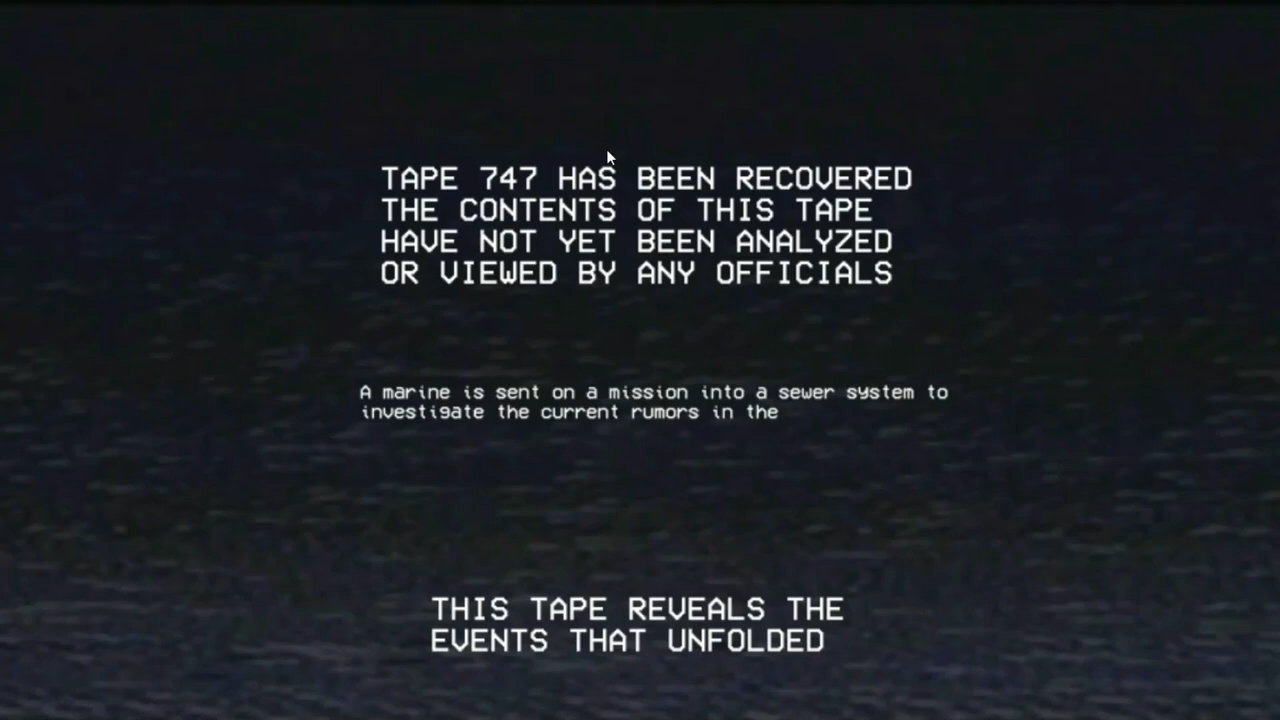 TAPE 747 HAS BEEN RECOVERED
THE CONTENTS OF THIS TAPE
HAVE NOT YET BEEN ANALYZED
OR VIEWED BY ANY OFFICIALS
A marine is sent on a mission into a sewer system to
investigate the current rumors in the
THIS TAPE REVEALS THE
EVENTS THAT UNFOLDED